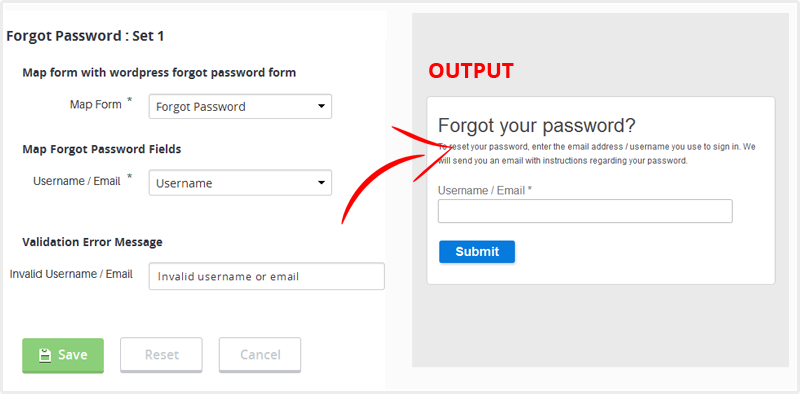 Forgot Password : Set 1
Map form with wordpress forgot password form
Map Form *
Forgot Password
Map Forgot Password Fields
Username / Email *
Username
Validation Error Message
Invalid Username / Email
Invalid username or email
Save
Reset
Cancel
OUTPUT
Forgot your password?
To reset your password, enter the email address / username you use to sign in. We
will send you an email with instructions regarding your password.
Username / Email *
Submit